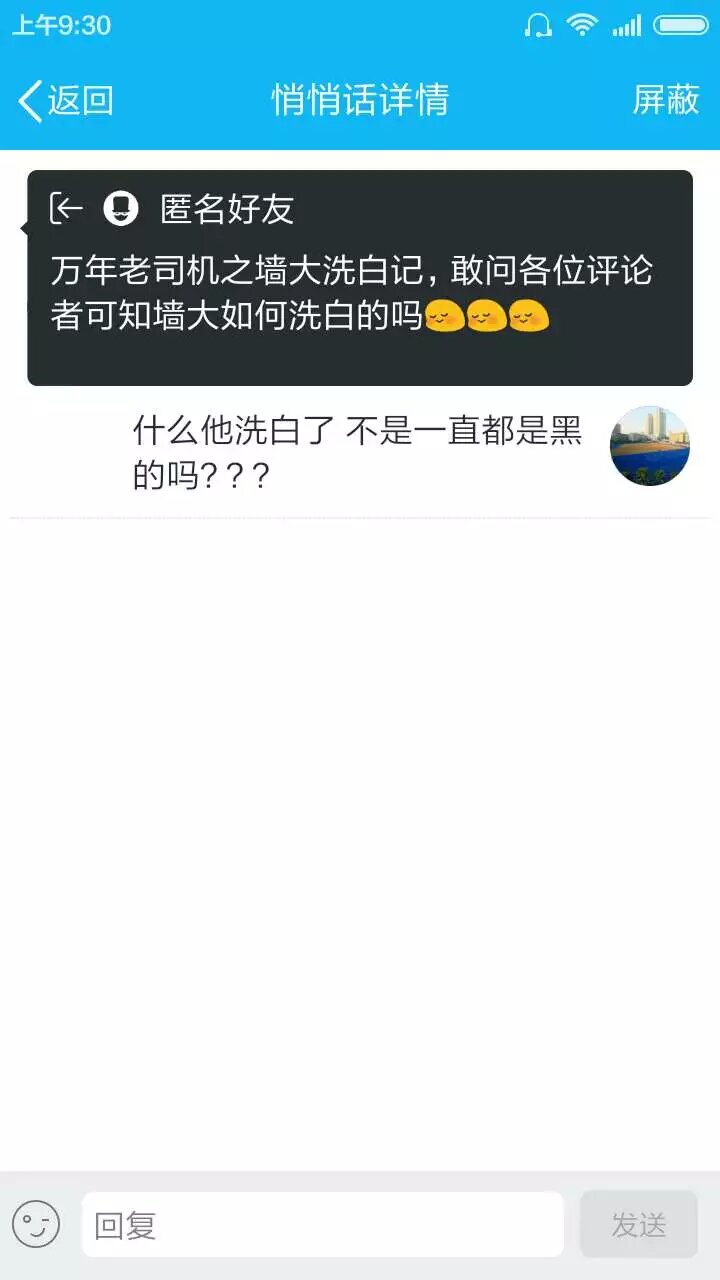 上午9:30
返回 悄悄话详情 屏蔽
匿名好友
万年老司机之墙大洗白记，敢问各位评论
者可知墙大如何洗白的吗😌😌😌
什么他洗白了 不是一直都是黑
的吗？？？
回复 发送